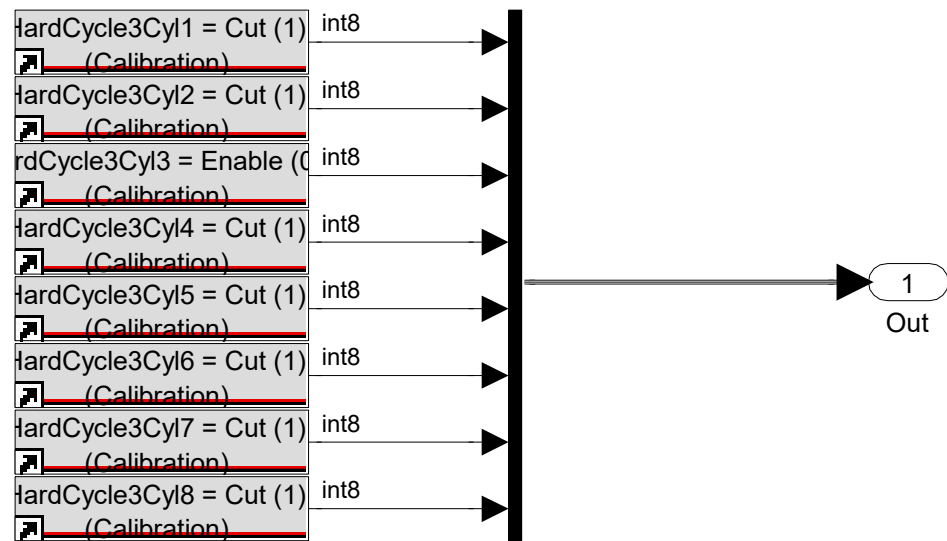 HardCycle3Cyl1 = Cut (1)
int8
(Calibration)
HardCycle3Cyl2 = Cut (1)
int8
(Calibration)
rdCycle3Cyl3 = Enable (0
int8
(Calibration)
HardCycle3Cyl4 = Cut (1)
int8
(Calibration)
HardCycle3Cyl5 = Cut (1)
int8
(Calibration)
HardCycle3Cyl6 = Cut (1)
int8
(Calibration)
HardCycle3Cyl7 = Cut (1)
int8
(Calibration)
HardCycle3Cyl8 = Cut (1)
int8
(Calibration)
1
Out